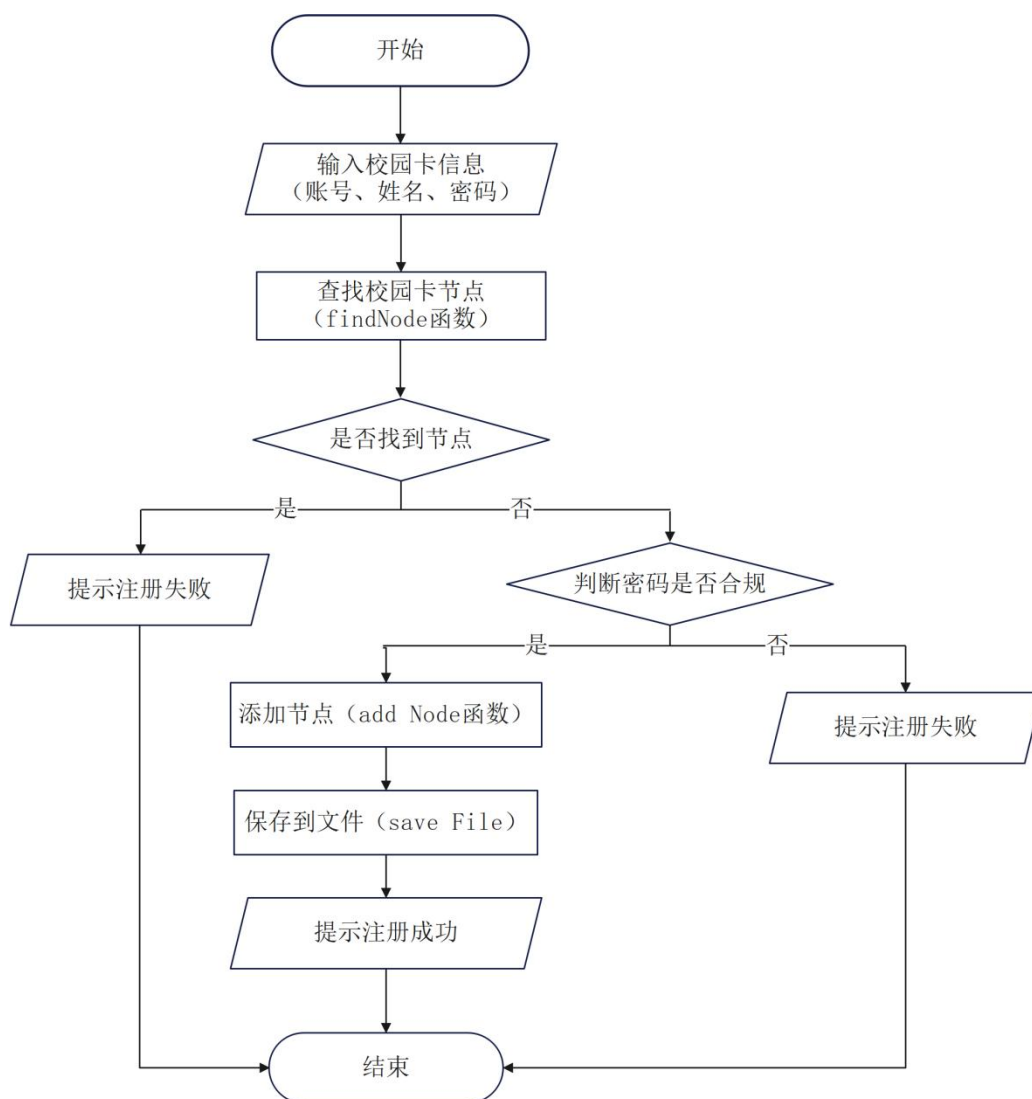 开始
输入校园卡信息
（账号、姓名、密码）
查找校园卡节点
（findNode函数）
是否找到节点
是
否
提示注册失败
判断密码是否合规
是
否
添加节点（add Node函数）
提示注册失败
保存到文件（save File）
提示注册成功
结束